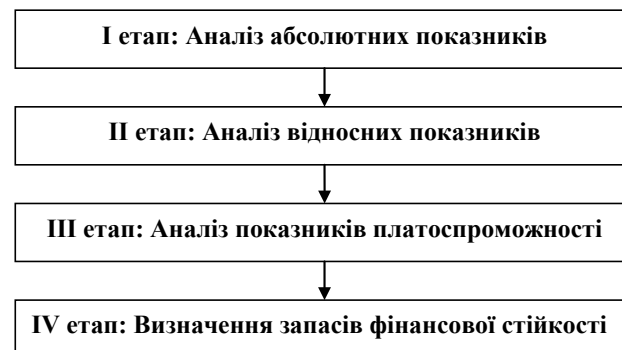 I етап: Аналіз абсолютних показників
II етап: Аналіз відносних показників
III етап: Аналіз показників платоспроможності
IV етап: Визначення запасів фінансової стійкості